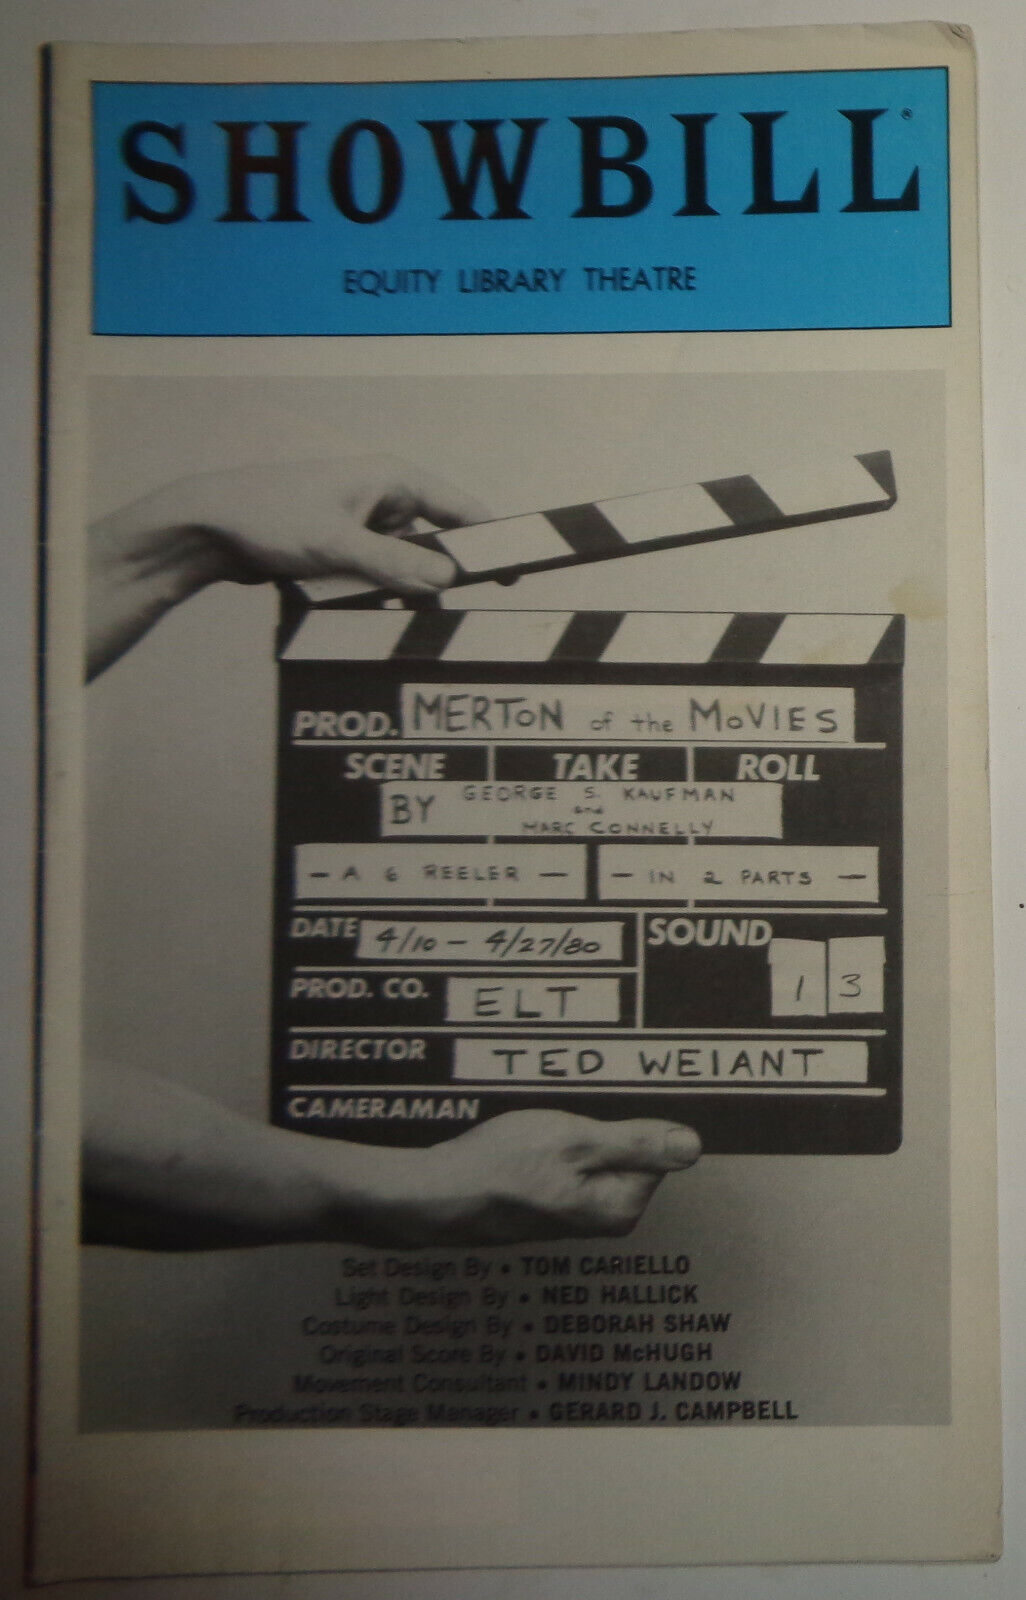 SHOWBILL®
EQUITY LIBRARY THEATRE
PROD. MERTON of the MOVIES
SCENE TAKE ROLL
BY GEORGE S. KAUFMAN
and
MARC CONNELLY
- A 6 REELER - - IN 2 PARTS -
DATE 4/10 - 4/27/80 SOUND 1 3
PROD. CO. ELT
DIRECTOR TED WEIANT
CAMERAMAN
Set Design By • TOM CARIELLO
Light Design By • NED HALLICK
Costume Design By • DEBORAH SHAW
Original Score By • DAVID McHUGH
Movement Consultant • MINDY LANDOW
Production Stage Manager • GERARD J. CAMPBELL